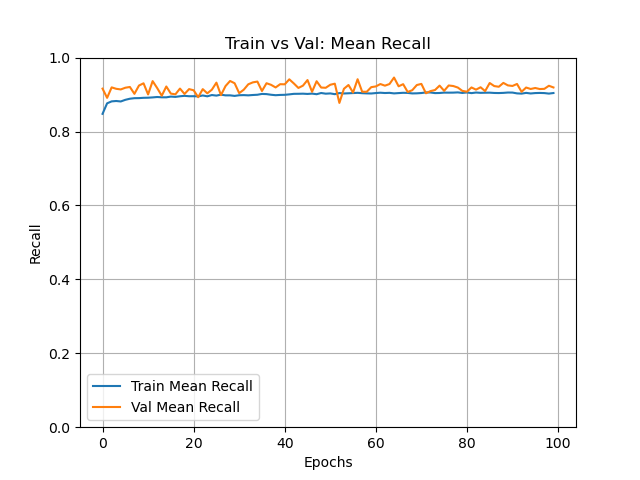 Train vs Val: Mean Recall
1.0
0.8
0.6
0.4
0.2
0.0
Recall
Train Mean Recall
Val Mean Recall
0 20 40 60 80 100
Epochs